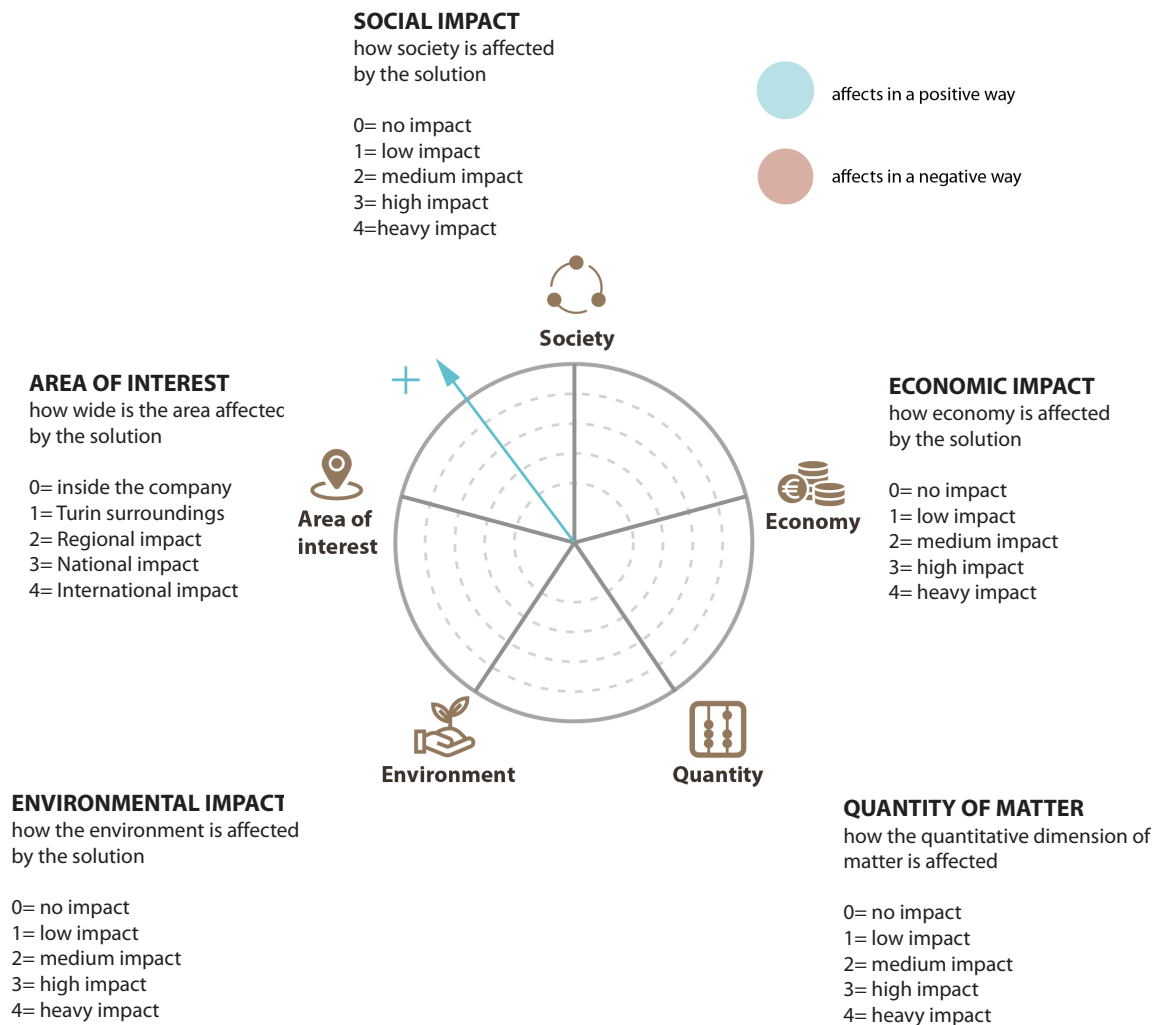 SOCIAL IMPACT
how society is affected
by the solution
0= no impact
1= low impact
2= medium impact
3= high impact
4=heavy impact
affects in a positive way
affects in a negative way
Society
+
AREA OF INTEREST
how wide is the area affected
by the solution
0= inside the company
1= Turin surroundings
2= Regional impact
3= National impact
4= International impact
Area of
interest
€
Economy
ECONOMIC IMPACT
how economy is affected
by the solution
0= no impact
1= low impact
2= medium impact
3= high impact
4= heavy impact
Environment
Quantity
ENVIRONMENTAL IMPACT
how the environment is affected
by the solution
0= no impact
1= low impact
2= medium impact
3= high impact
4= heavy impact
QUANTITY OF MATTER
how the quantitative dimension of
matter is affected
0= no impact
1= low impact
2= medium impact
3= high impact
4= heavy impact